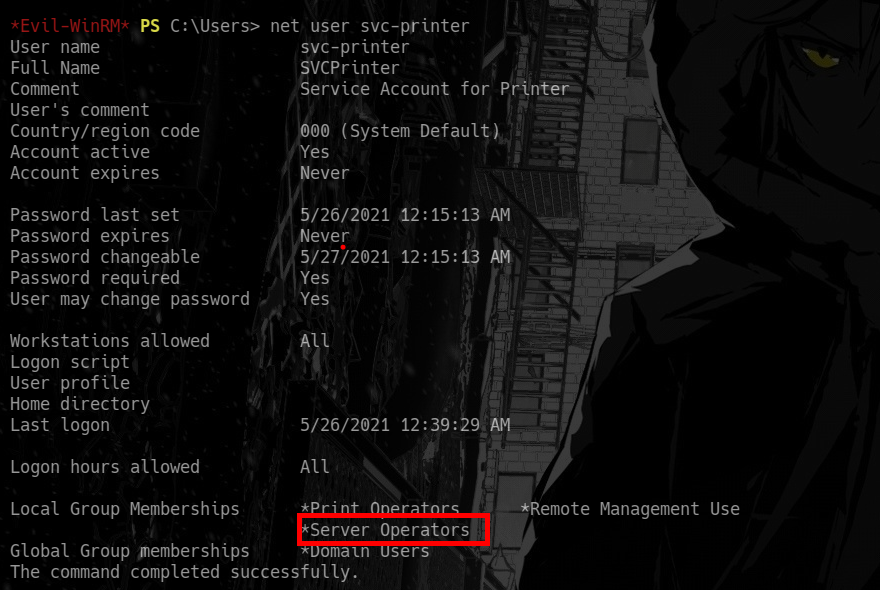 *Evil-WinRM* PS C:\Users> net user svc-printer
User name                    svc-printer
Full Name                    SVCPrinter
Comment                      Service Account for Printer
User's comment
Country/region code          000 (System Default)
Account active               Yes
Account expires              Never
Password last set            5/26/2021 12:15:13 AM
Password expires             Never
Password changeable          5/27/2021 12:15:13 AM
Password required            Yes
User may change password     Yes
Workstations allowed         All
Logon script
User profile
Home directory
Last logon                   5/26/2021 12:39:29 AM
Logon hours allowed          All
Local Group Memberships      *Print Operators      *Remote Management Use
*Server Operators
Global Group memberships     *Domain Users
The command completed successfully.